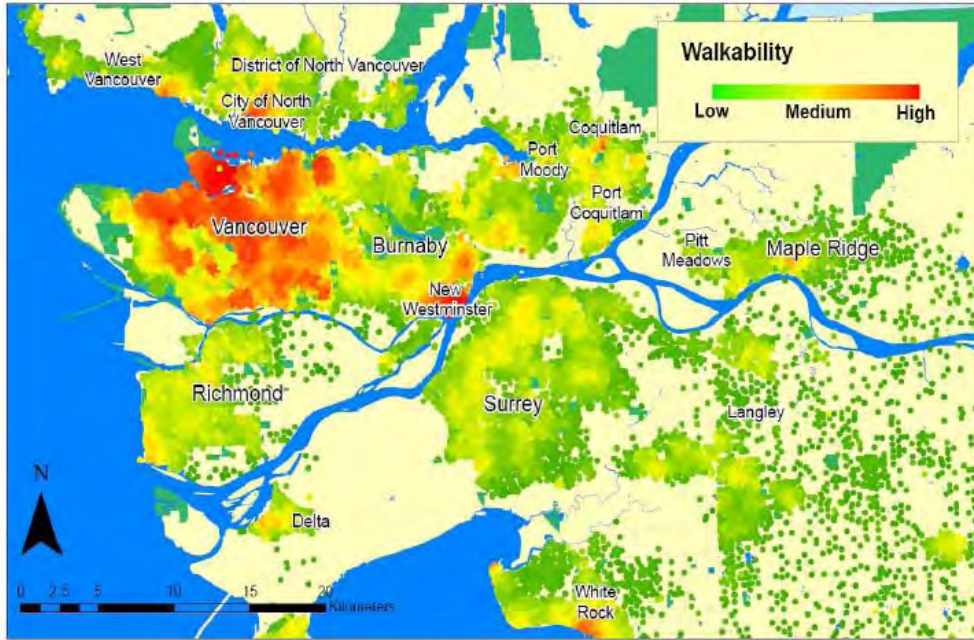 Walkability
Low Medium High
West
Vancouver
District of North Vancouver
City of North
Vancouver
Coquitlam
Port
Moody
Port
Coquitlam
Vancouver
Burnaby
Pitt
Meadows
Maple Ridge
New
Westminster
Richmond
Surrey
Langley
N
Delta
White
Rock
0 2.5 5 10 15 20
Kilometers